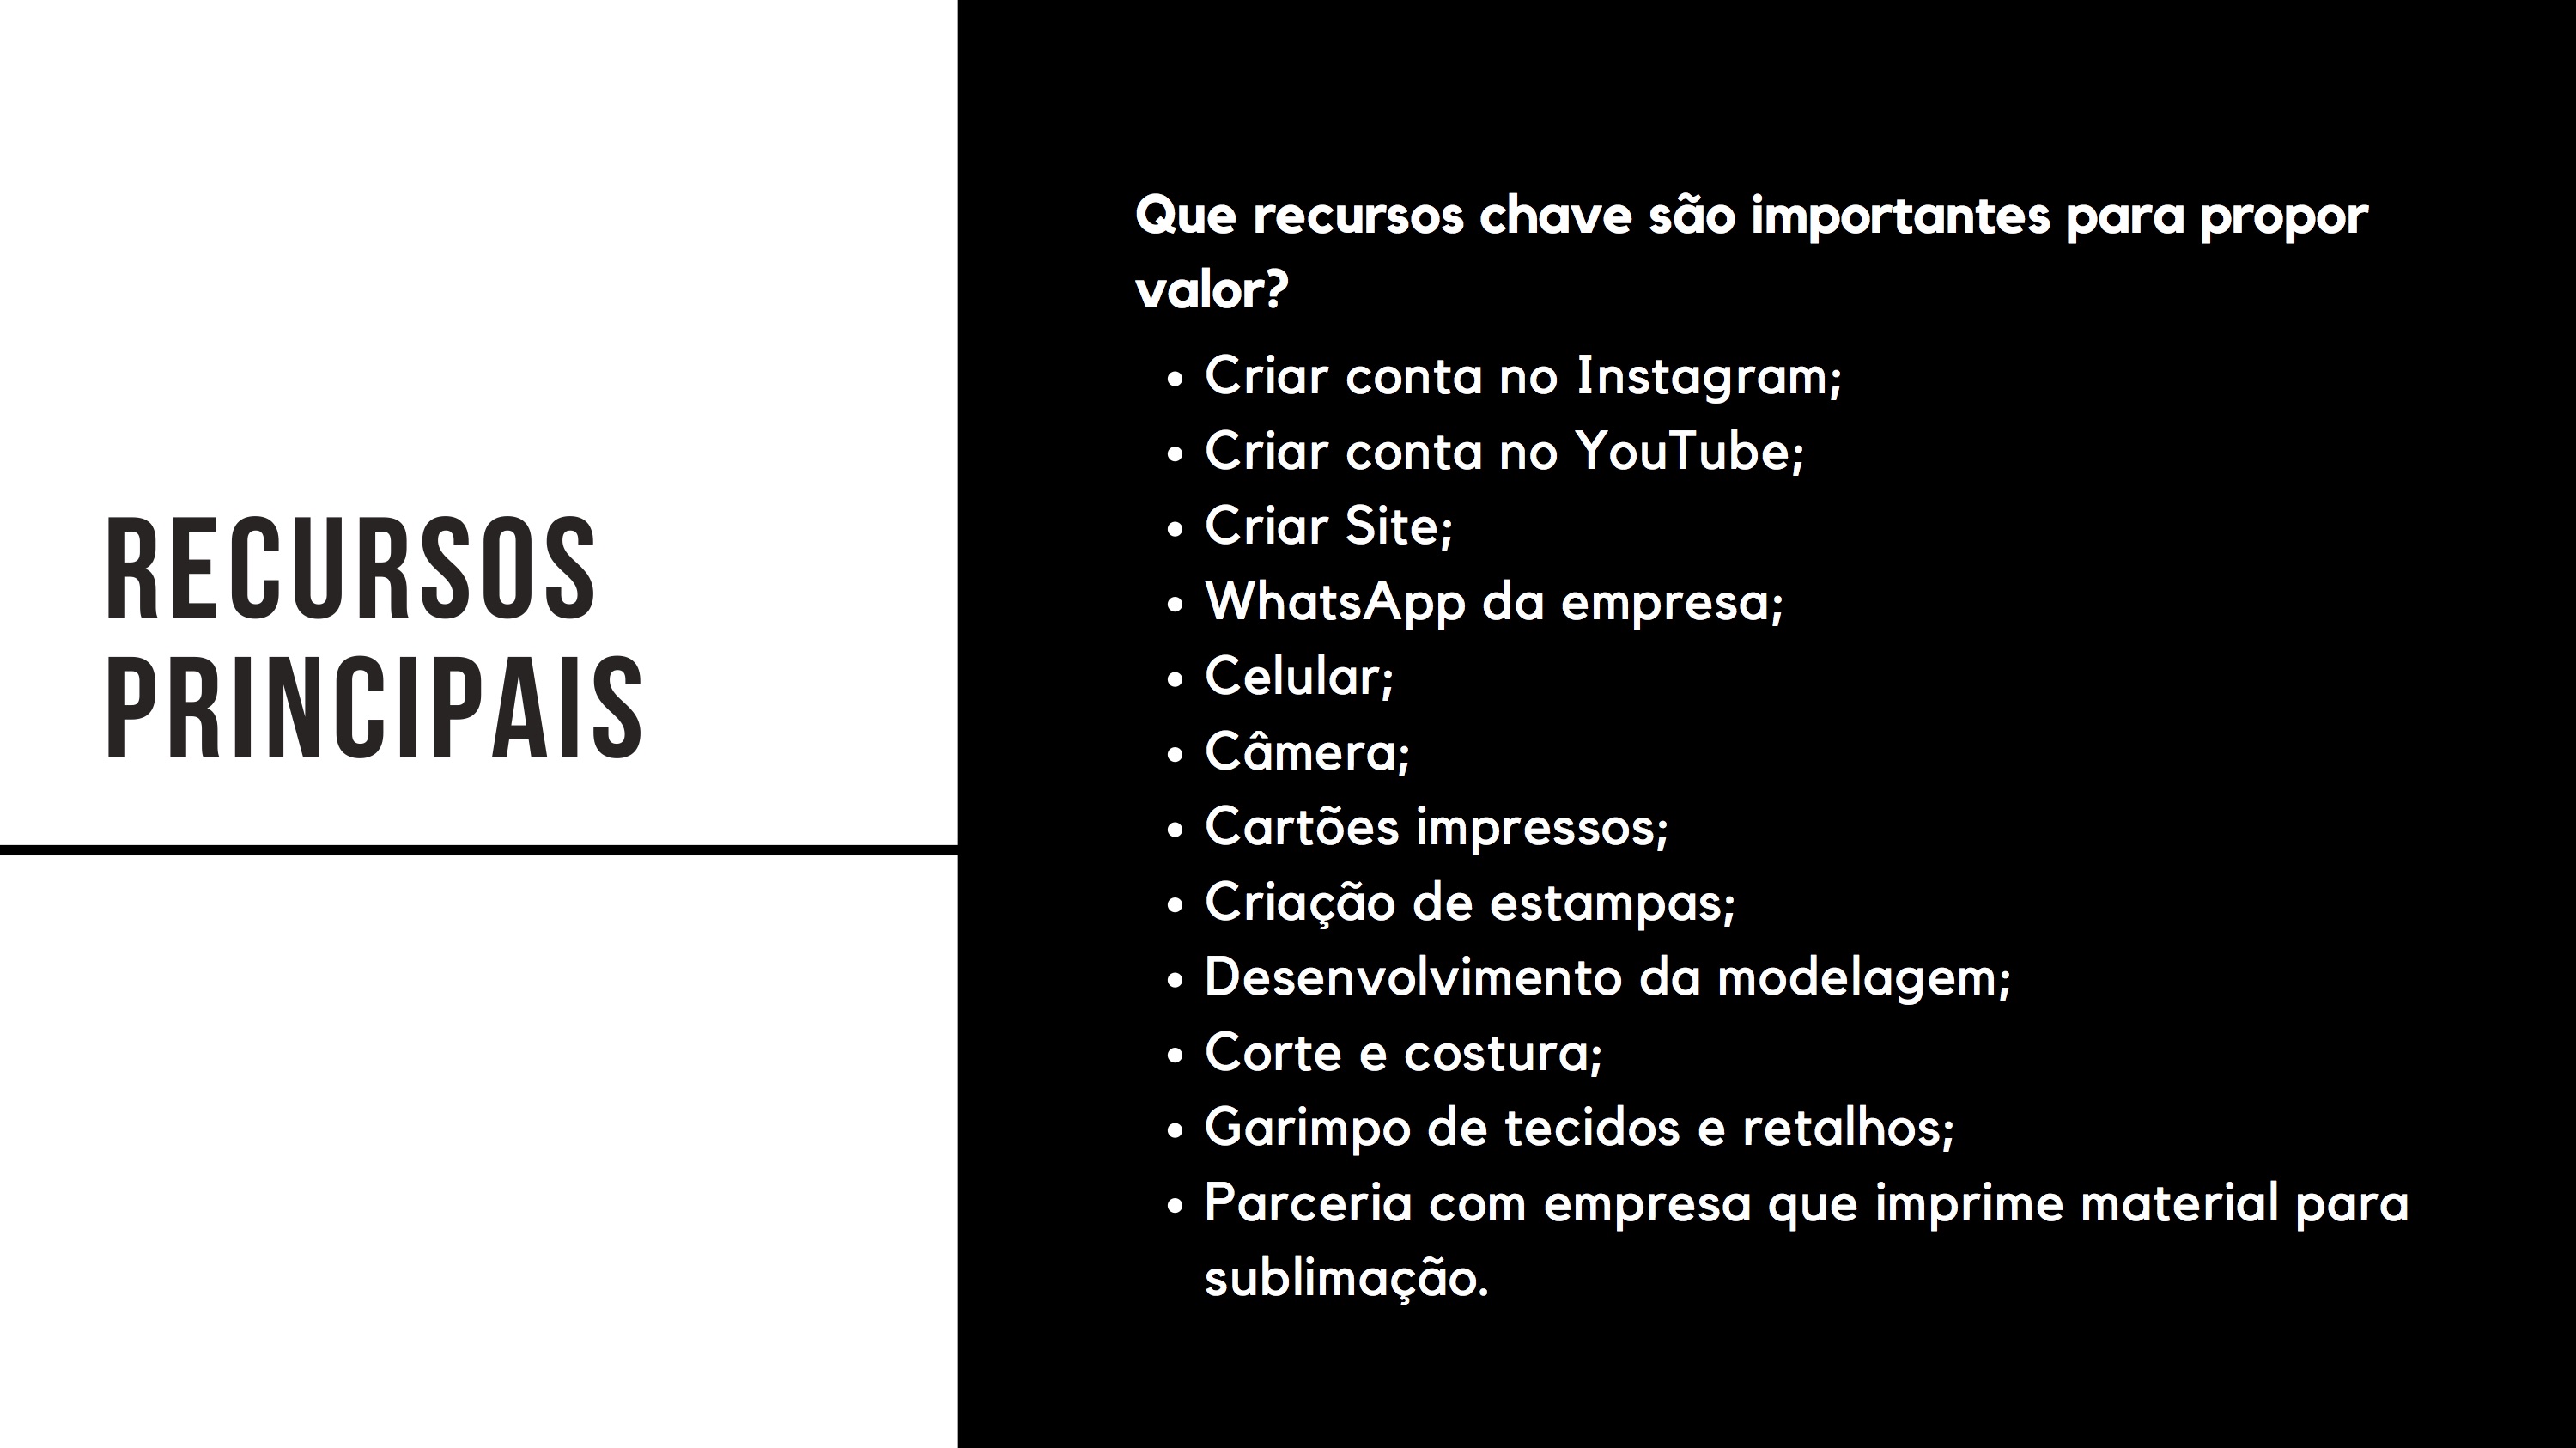 RECURSOS
PRINCIPAIS
Que recursos chave são importantes para propor
valor?
• Criar conta no Instagram;
• Criar conta no YouTube;
• Criar Site;
• WhatsApp da empresa;
• Celular;
• Câmera;
• Cartões impressos;
• Criação de estampas;
• Desenvolvimento da modelagem;
• Corte e costura;
• Garimpo de tecidos e retalhos;
• Parceria com empresa que imprime material para
sublimação.